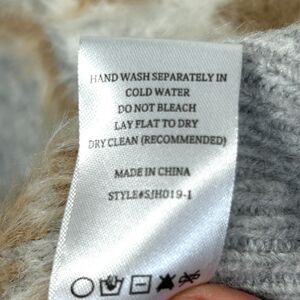 HAND WASH SEPARATELY IN
COLD WATER
DO NOT BLEACH
LAY FLAT TO DRY
DRY CLEAN (RECOMMENDED)
MADE IN CHINA
STYLE#SJH019-1